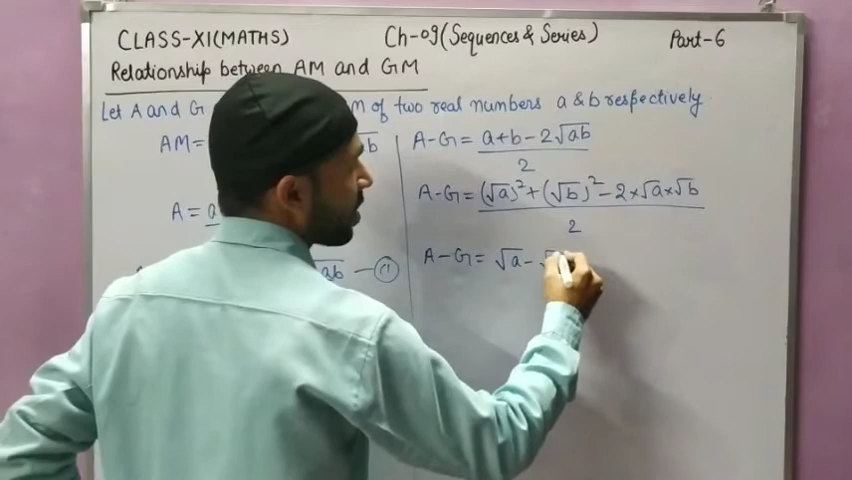 CLASS-XI(MATHS) Ch-09(Sequences & Series) Part-6
Relationship between AM and GM
Let A and G M of two real numbers a & b respectively.
AM= b
A= a
ab - ①
A-G= a+b-2√ab / 2
A-G= (√a)²+(√b)²-2×√a×√b / 2
A-G= √a-√